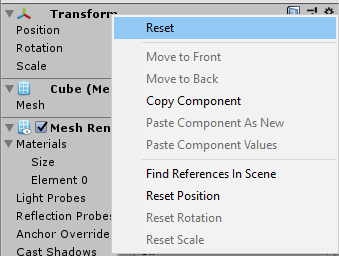 Transform
Position
Rotation
Scale
Cube (Me
Mesh
Mesh Ren
Materials
Size
Element 0
Light Probes
Reflection Probes
Anchor Override
Cast Shadows
Reset
Move to Front
Move to Back
Copy Component
Paste Component As New
Paste Component Values
Find References In Scene
Reset Position
Reset Rotation
Reset Scale